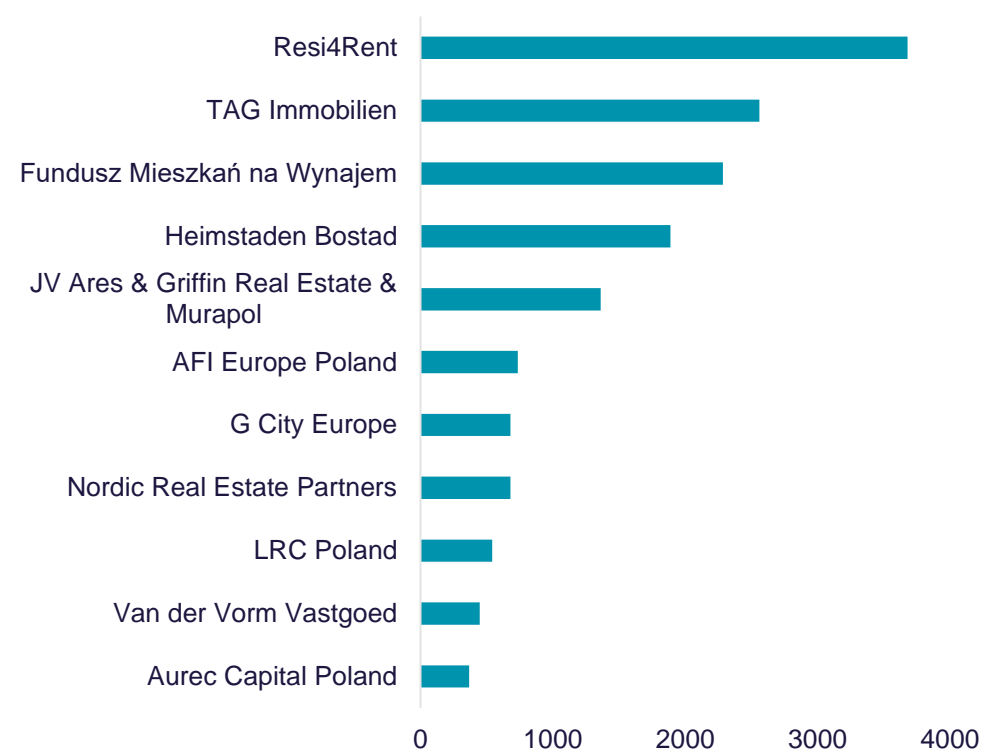 Resi4Rent
TAG Immobilien
Fundusz Mieszkań na Wynajem
Heimstaden Bostad
JV Ares & Griffin Real Estate &
Murapol
AFI Europe Poland
G City Europe
Nordic Real Estate Partners
LRC Poland
Van der Vorm Vastgoed
Aurec Capital Poland
0 1000 2000 3000 4000